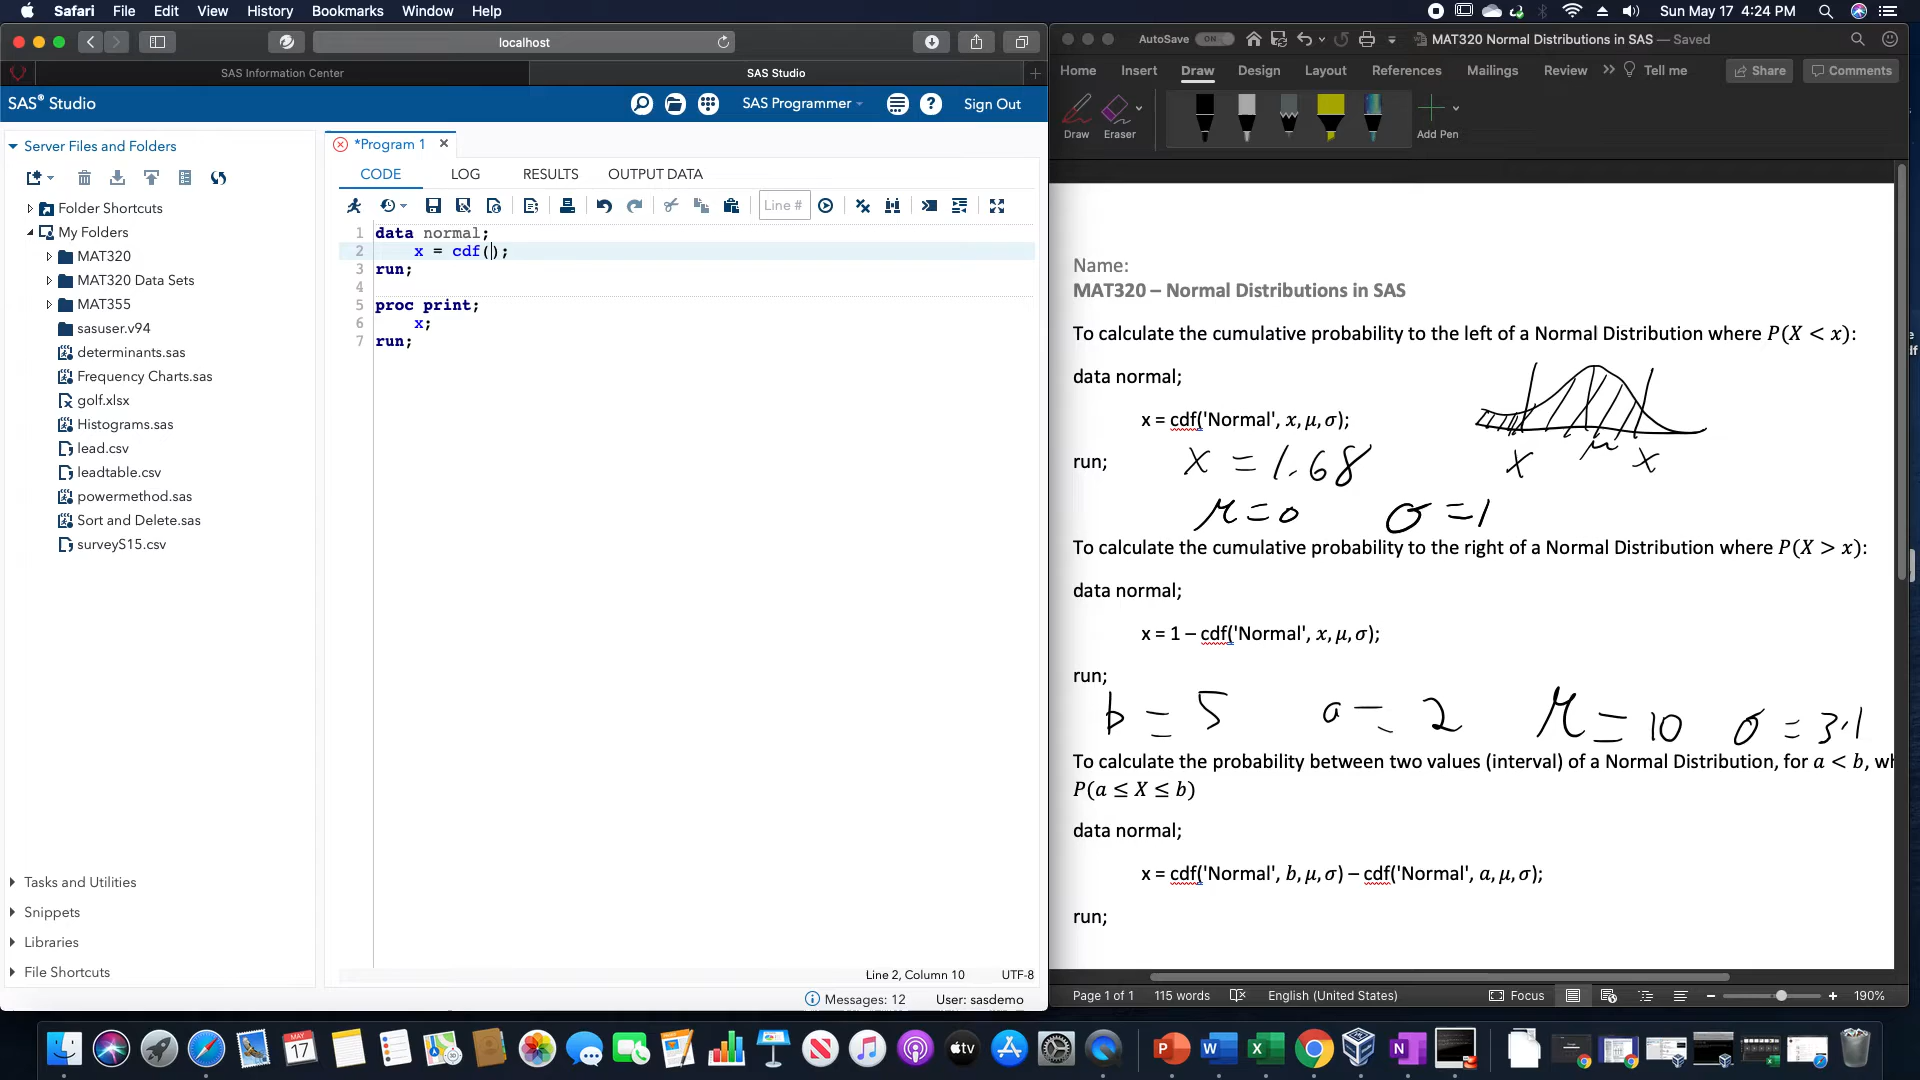 Safari File Edit View History Bookmarks Window Help
Sun May 17 4:24 PM
localhost
SAS Information Center
SAS Studio
SAS® Studio
SAS Programmer
Sign Out
Server Files and Folders
Folder Shortcuts
My Folders
MAT320
MAT320 Data Sets
MAT355
sasuser.v94
determinants.sas
Frequency Charts.sas
golf.xlsx
Histograms.sas
lead.csv
leadtable.csv
powermethod.sas
Sort and Delete.sas
surveyS15.csv
Tasks and Utilities
Snippets
Libraries
File Shortcuts
*Program 1
CODE LOG RESULTS OUTPUT DATA
Line #
1 data normal;
2 x = cdf();
3 run;
4
5 proc print;
6 x;
7 run;
Line 2, Column 10 UTF-8
Messages: 12 User: sasdemo
AutoSave ON
MAT320 Normal Distributions in SAS — Saved
Home Insert Draw Design Layout References Mailings Review Tell me
Share Comments
Draw Eraser Add Pen
Name:
MAT320 – Normal Distributions in SAS
To calculate the cumulative probability to the left of a Normal Distribution where P(X < x):
data normal;
x = cdf('Normal', x, μ, σ);
run;
x μ x
x = 1.68
μ = 0 σ = 1
To calculate the cumulative probability to the right of a Normal Distribution where P(X > x):
data normal;
x = 1 – cdf('Normal', x, μ, σ);
run;
b = 5 a = 2 μ = 10 σ = 3.1
To calculate the probability between two values (interval) of a Normal Distribution, for a < b, wh
P(a ≤ X ≤ b)
data normal;
x = cdf('Normal', b, μ, σ) – cdf('Normal', a, μ, σ);
run;
Page 1 of 1 115 words English (United States) Focus 190%
MAY
17
tv